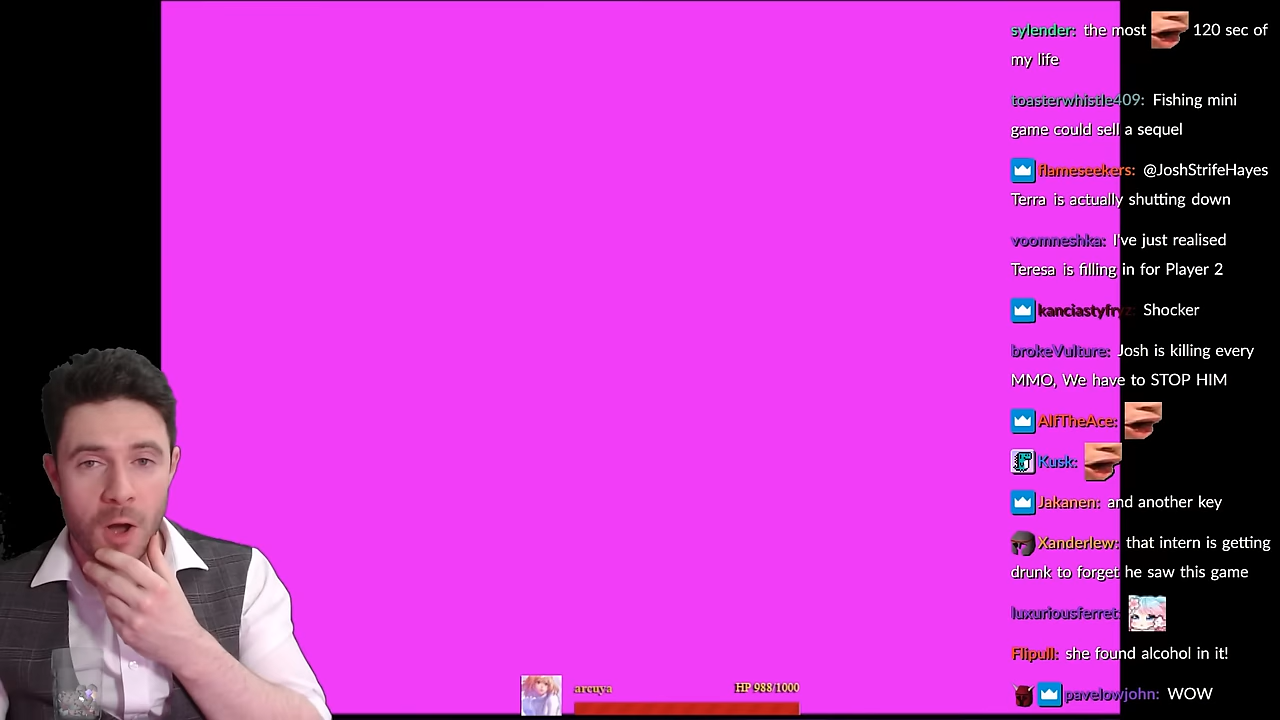 sylender: the most 120 sec of
my life
toasterwhistle409: Fishing mini
game could sell a sequel
flameseekers: @JoshStrifeHayes
Terra is actually shutting down
voomneshka: I've just realised
Teresa is filling in for Player 2
kanciastyfryz: Shocker
brokeVulture: Josh is killing every
MMO, We have to STOP HIM
AlfTheAce:
Kusk:
Jakanen: and another key
Xanderlew: that intern is getting
drunk to forget he saw this game
luxuriousferret:
Flipull: she found alcohol in it!
pavelowjohn: WOW
arcuya HP 988/1000